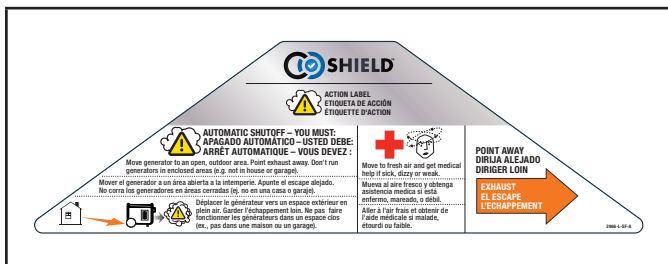 COSHIELD
ACTION LABEL
ETIQUETA DE ACCIÓN
ÉTIQUETTE D'ACTION
AUTOMATIC SHUTOFF – YOU MUST:
APAGADO AUTOMÁTICO – USTED DEBE:
ARRÊT AUTOMATIQUE – VOUS DEVEZ :
Move generator to an open, outdoor area. Point exhaust away. Don't run
generators in enclosed areas (e.g. not in house or garage).
Mover el generador a un área abierta a la intemperie. Apunte el escape alejado.
No corra los generadores en áreas cerradas (ej. no en una casa o garaje).
Déplacer le générateur vers un espace extérieur en
plein air. Garder l'échappement loin. Ne pas faire
fonctionner les générateurs dans un espace clos
(ex., pas dans une maison ou un garage).
Move to fresh air and get medical
help if sick, dizzy or weak.
Mueva al aire fresco y obtenga
asistencia medica si está
enfermo, mareado, o débil.
Aller à l'air frais et obtenir de
l'aide médicale si malade,
étourdi ou faible.
POINT AWAY
DIRIJA ALEJADO
DIRIGER LOIN
EXHAUST
EL ESCAPE
L'ECHAPPEMENT
2986-L-EF-A